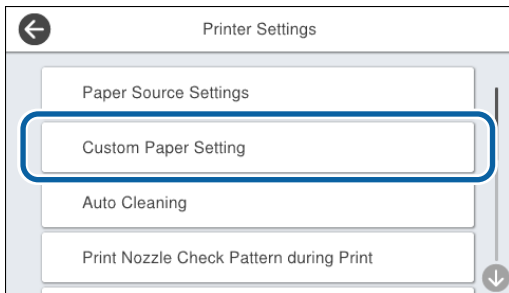 Printer Settings
Paper Source Settings
Custom Paper Setting
Auto Cleaning
Print Nozzle Check Pattern during Print